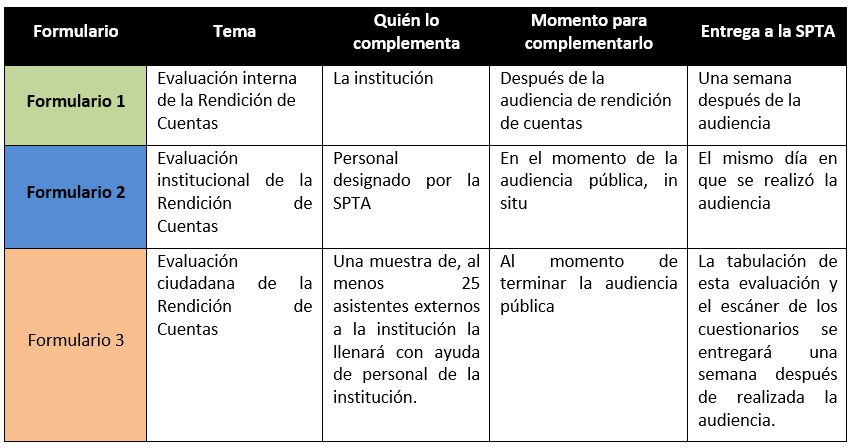 Formulario
Tema
Quién lo
complementa
Momento para
complementarlo
Entrega a la SPTA
Formulario 1
Evaluación interna
de la Rendición de
Cuentas
La institución
Después de la
audiencia de rendición
de cuentas
Una semana
después de la
audiencia
Formulario 2
Evaluación
institucional de la
Rendición de
Cuentas
Personal
designado por la
SPTA
En el momento de la
audiencia pública, in
situ
El mismo día en
que se realizó la
audiencia
Formulario 3
Evaluación
ciudadana de la
Rendición de
Cuentas
Una muestra de, al
menos 25
asistentes externos
a la institución la
llenará con ayuda
de personal de la
institución.
Al momento de
terminar la audiencia
pública
La tabulación de
esta evaluación y
el escáner de los
cuestionarios se
entregará una
semana después
de realizada la
audiencia.